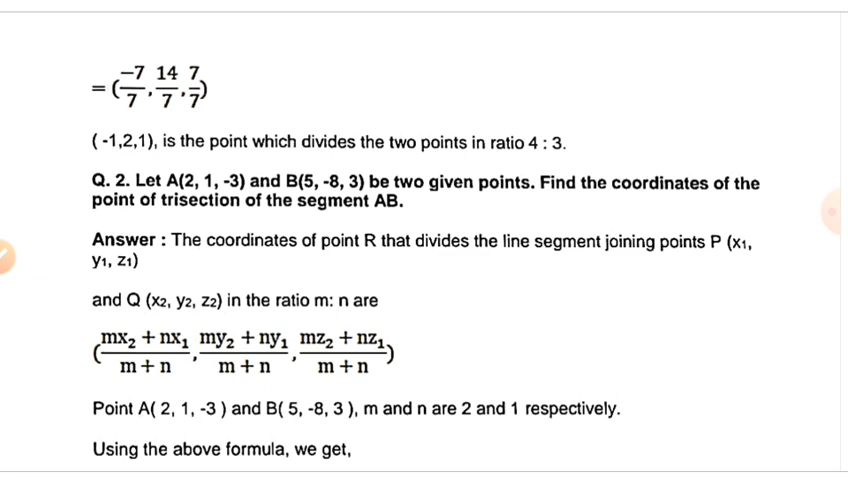 = (−7/7, 14/7, 7/7)
( -1,2,1), is the point which divides the two points in ratio 4 : 3.
Q. 2. Let A(2, 1, -3) and B(5, -8, 3) be two given points. Find the coordinates of the
point of trisection of the segment AB.
Answer : The coordinates of point R that divides the line segment joining points P (x₁,
y₁, z₁)
and Q (x₂, y₂, z₂) in the ratio m: n are
(mx₂ + nx₁/m + n, my₂ + ny₁/m + n, mz₂ + nz₁/m + n)
Point A( 2, 1, -3 ) and B( 5, -8, 3 ), m and n are 2 and 1 respectively.
Using the above formula, we get,